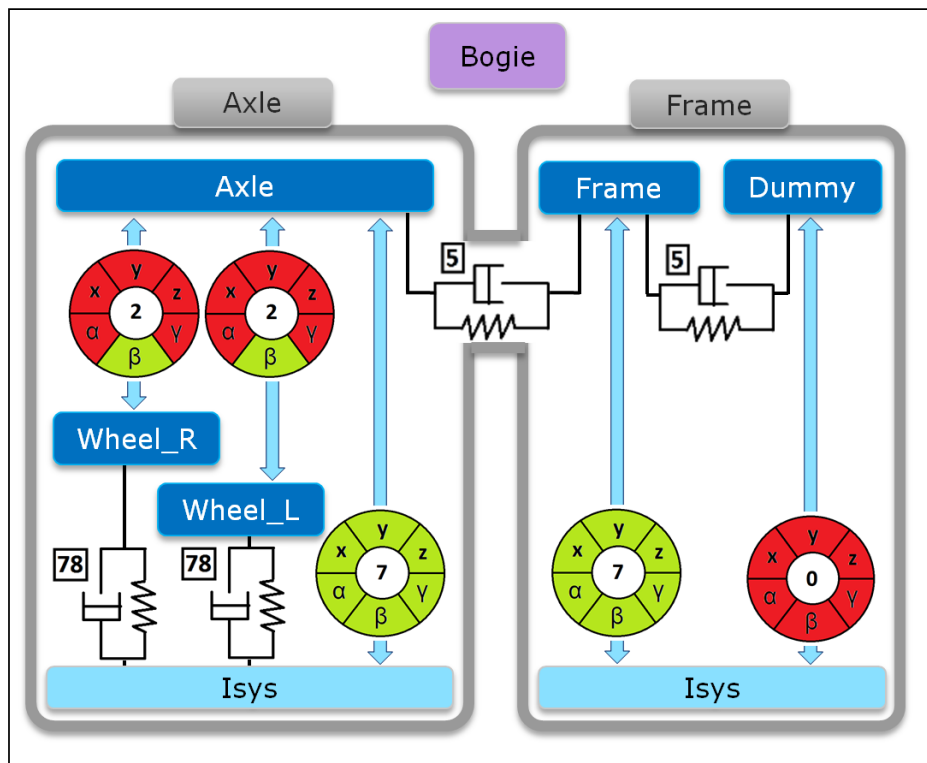 Bogie
Axle
Frame
Axle
Frame
Dummy
y
x
z
2
α
γ
β
y
x
z
2
α
γ
β
5
5
Wheel_R
Wheel_L
78
78
y
x
z
7
α
γ
β
y
x
z
7
α
γ
β
y
x
z
0
α
γ
β
Isys
Isys